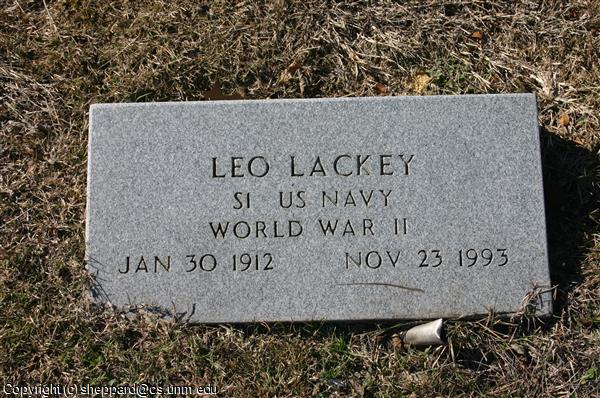 LEO LACKEY
S1 US NAVY
WORLD WAR II
JAN 30 1912 NOV 23 1993
Copyright (c) sheppard@cs.unm.edu